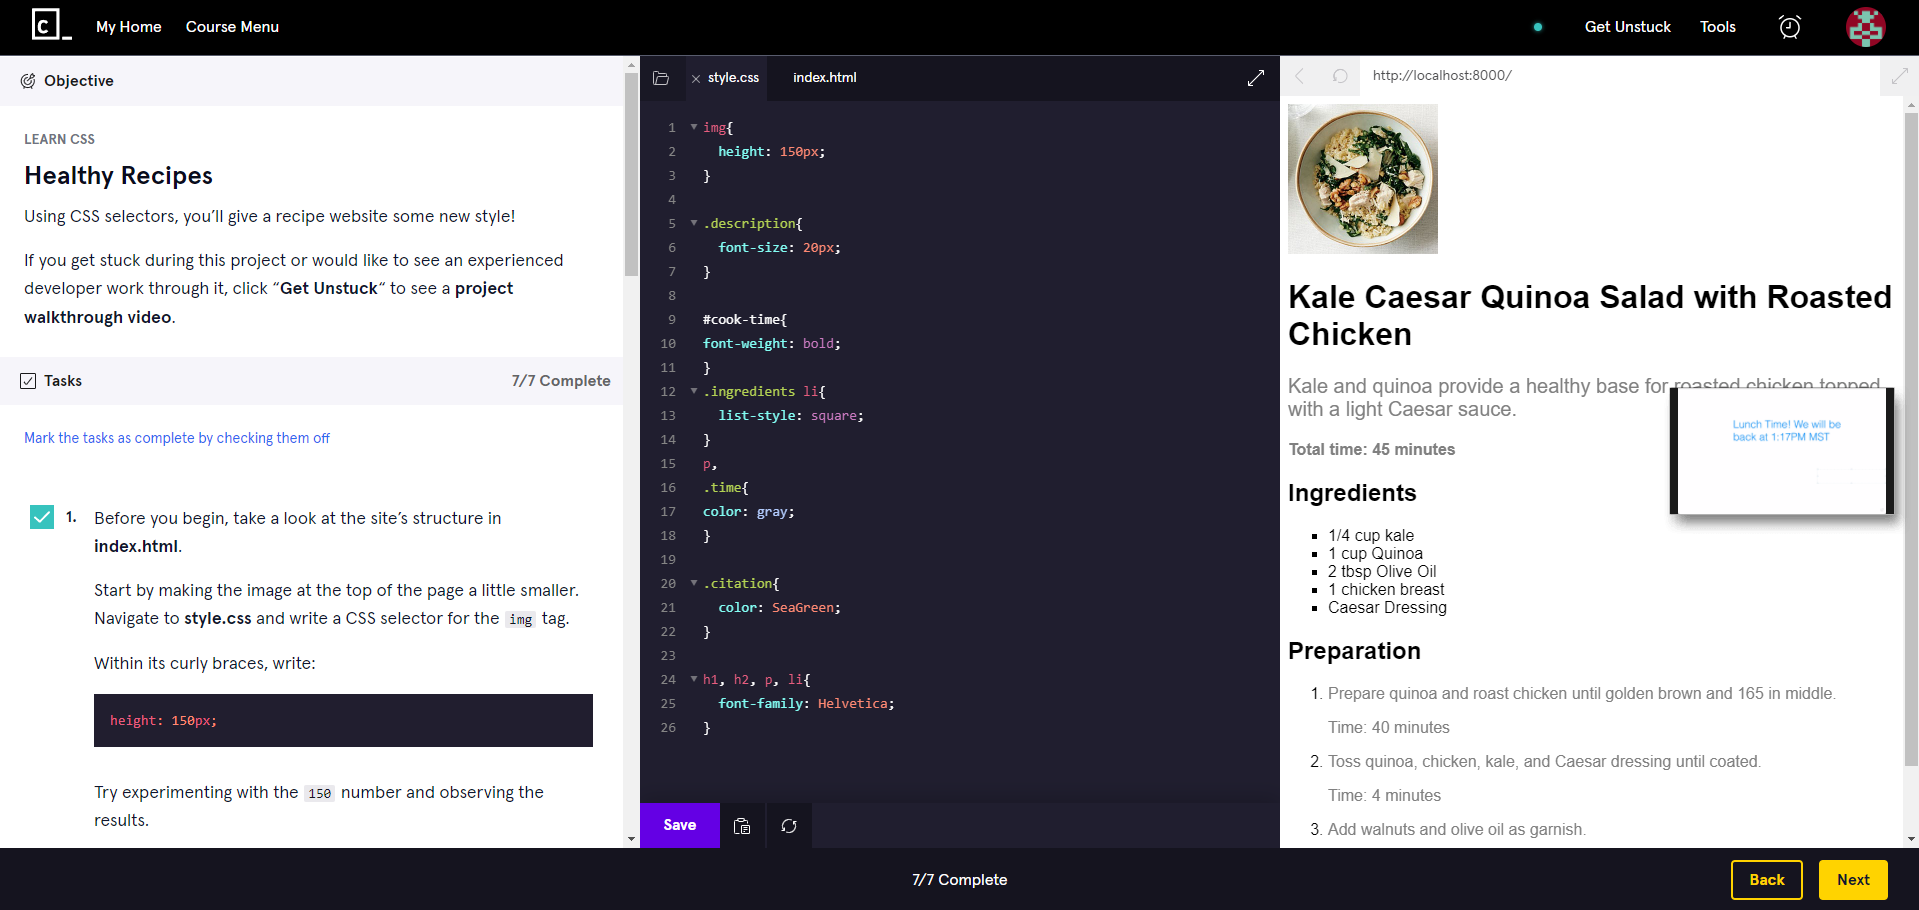 C_
My Home
Course Menu
Get Unstuck
Tools
Objective
LEARN CSS
Healthy Recipes
Using CSS selectors, you’ll give a recipe website some new style!
If you get stuck during this project or would like to see an experienced
developer work through it, click “Get Unstuck“ to see a project
walkthrough video.
Tasks
7/7 Complete
Mark the tasks as complete by checking them off
1. Before you begin, take a look at the site’s structure in
index.html.
Start by making the image at the top of the page a little smaller.
Navigate to style.css and write a CSS selector for the img tag.
Within its curly braces, write:
height: 150px;
Try experimenting with the 150 number and observing the
results.
style.css
index.html
1 img{
2 height: 150px;
3 }
4
5 .description{
6 font-size: 20px;
7 }
8
9 #cook-time{
10 font-weight: bold;
11 }
12 .ingredients li{
13 list-style: square;
14 }
15 p,
16 .time{
17 color: gray;
18 }
19
20 .citation{
21 color: SeaGreen;
22 }
23
24 h1, h2, p, li{
25 font-family: Helvetica;
26 }
Save
http://localhost:8000/
Kale Caesar Quinoa Salad with Roasted
Chicken
Kale and quinoa provide a healthy base for roasted chicken topped
with a light Caesar sauce.
Total time: 45 minutes
Lunch Time! We will be
back at 1:17PM MST
Ingredients
1/4 cup kale
1 cup Quinoa
2 tbsp Olive Oil
1 chicken breast
Caesar Dressing
Preparation
1. Prepare quinoa and roast chicken until golden brown and 165 in middle.
Time: 40 minutes
2. Toss quinoa, chicken, kale, and Caesar dressing until coated.
Time: 4 minutes
3. Add walnuts and olive oil as garnish.
7/7 Complete
Back
Next